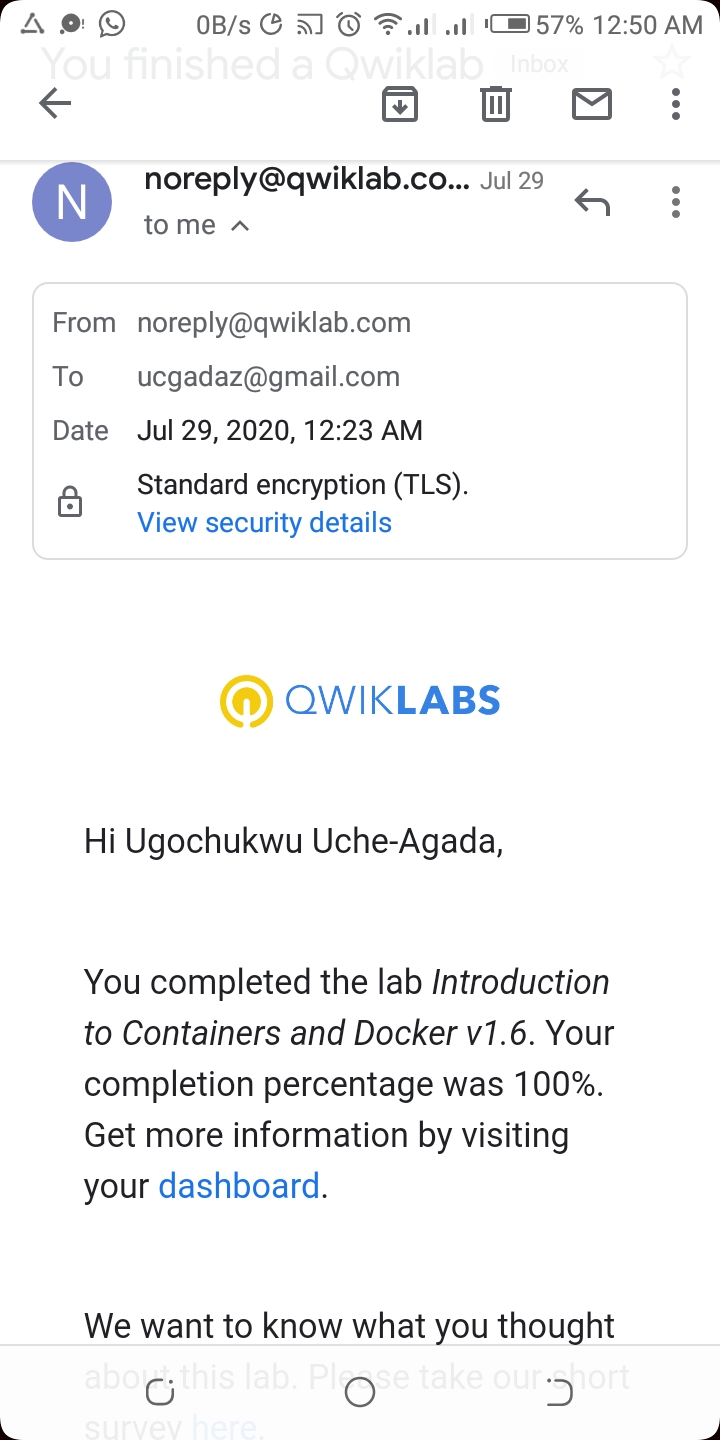 0B/s 57% 12:50 AM
You finished a Qwiklab Inbox
N
noreply@qwiklab.co... Jul 29
to me
From noreply@qwiklab.com
To ucgadaz@gmail.com
Date Jul 29, 2020, 12:23 AM
Standard encryption (TLS).
View security details
QWIKLABS
Hi Ugochukwu Uche-Agada,
You completed the lab Introduction
to Containers and Docker v1.6. Your
completion percentage was 100%.
Get more information by visiting
your dashboard.
We want to know what you thought
about this lab. Please take our short
survey here.